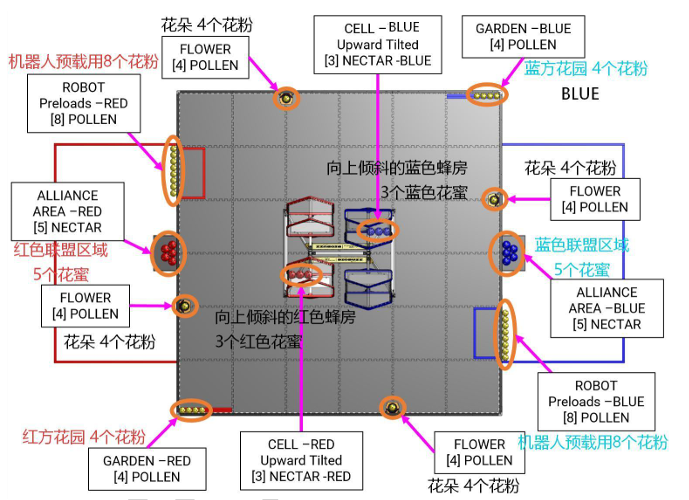 花朵 4个花粉
FLOWER
[4] POLLEN
CELL – BLUE
Upward Tilted
[3] NECTAR -BLUE
GARDEN –BLUE
[4] POLLEN
蓝方花园 4个花粉
BLUE
机器人预载用8个花粉
ROBOT
Preloads –RED
[8] POLLEN
向上倾斜的蓝色蜂房
3个蓝色花蜜
花朵 4个花粉
FLOWER
[4] POLLEN
ALLIANCE
AREA –RED
[5] NECTAR
红色联盟区域
5个花蜜
蓝色联盟区域
5个花蜜
FLOWER
[4] POLLEN
花朵 4个花粉
ALLIANCE
AREA –BLUE
[5] NECTAR
向上倾斜的红色蜂房
3个红色花蜜
ROBOT
Preloads –BLUE
[8] POLLEN
机器人预载用8个花粉
红方花园 4个花粉
GARDEN –RED
[4] POLLEN
CELL –RED
Upward Tilted
[3] NECTAR -RED
FLOWER
[4] POLLEN
花朵 4个花粉